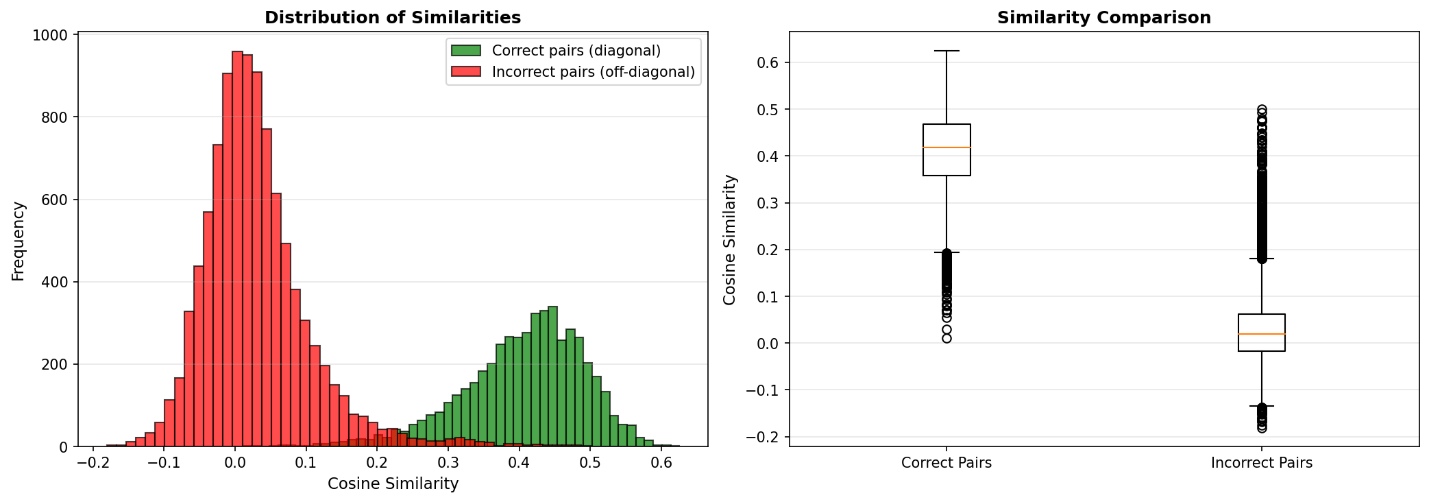 Distribution of Similarities
1000
800
600
400
200
0
Frequency
−0.2 −0.1 0.0 0.1 0.2 0.3 0.4 0.5 0.6
Cosine Similarity
Correct pairs (diagonal)
Incorrect pairs (off-diagonal)
Similarity Comparison
0.6
0.5
0.4
0.3
0.2
0.1
0.0
−0.1
−0.2
Cosine Similarity
Correct Pairs Incorrect Pairs